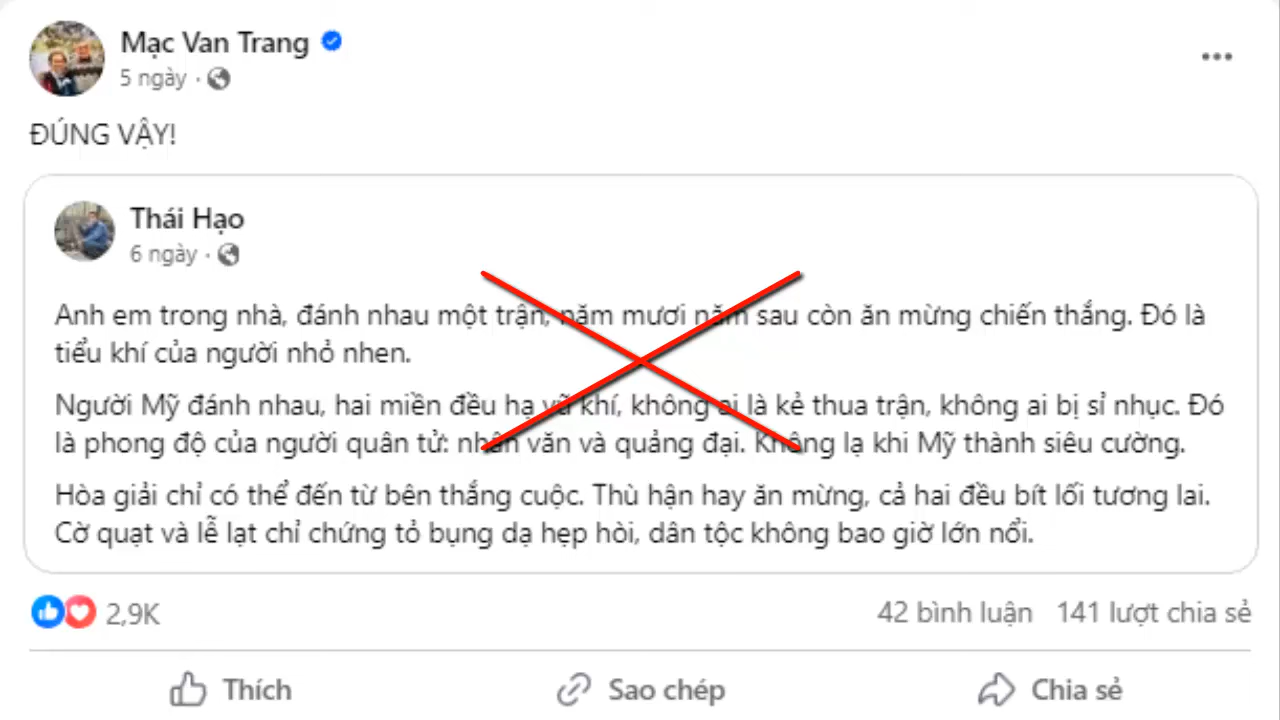 Mạc Van Trang
5 ngày ·
ĐÚNG VẬY!
Thái Hạo
6 ngày ·
Anh em trong nhà, đánh nhau một trận, năm mươi năm sau còn ăn mừng chiến thắng. Đó là
tiểu khí của người nhỏ nhen.
Người Mỹ đánh nhau, hai miền đều hạ vũ khí, không ai là kẻ thua trận, không ai bị sỉ nhục. Đó
là phong độ của người quân tử: nhân văn và quảng đại. Không lạ khi Mỹ thành siêu cường.
Hòa giải chỉ có thể đến từ bên thắng cuộc. Thù hận hay ăn mừng, cả hai đều bít lối tương lai.
Cờ quạt và lễ lạt chỉ chứng tỏ bụng dạ hẹp hòi, dân tộc không bao giờ lớn nổi.
2,9K 42 bình luận 141 lượt chia sẻ
Thích Sao chép Chia sẻ